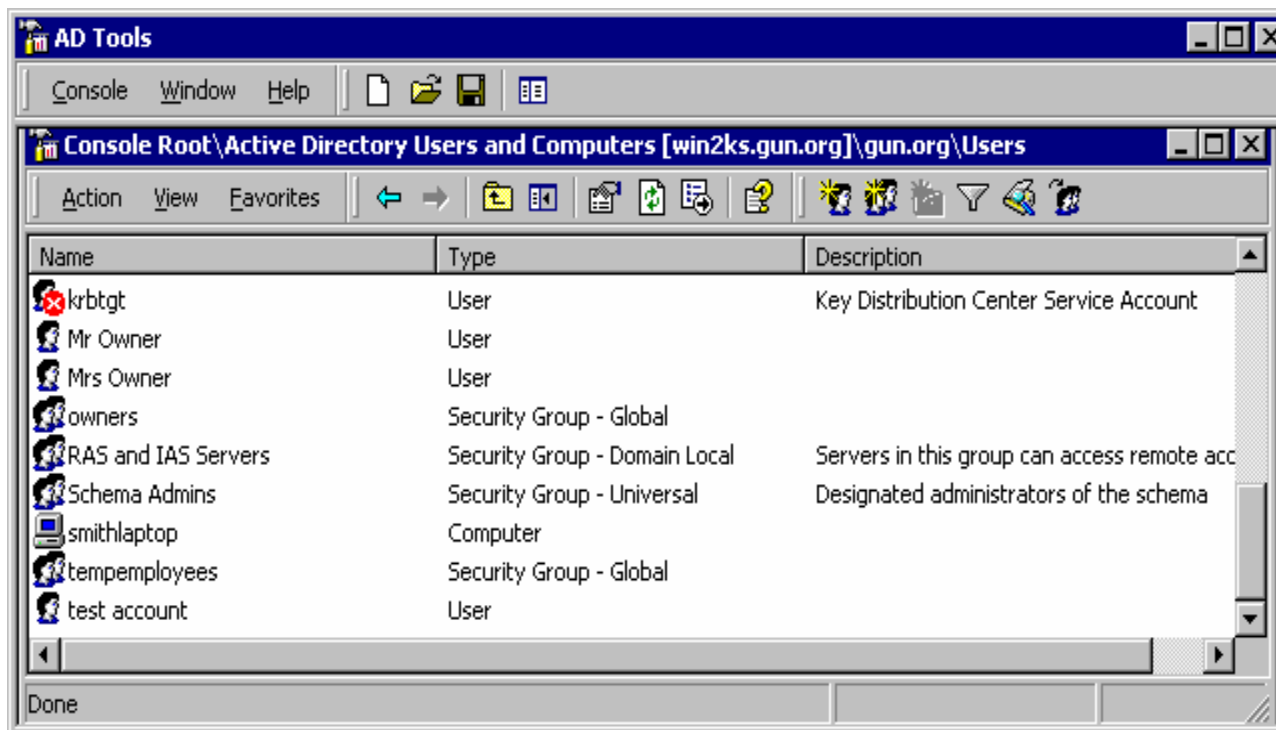 AD Tools
Console Window Help
Console Root\Active Directory Users and Computers [win2ks.gun.org]\gun.org\Users
Action View Favorites
Name Type Description
krbtgt User Key Distribution Center Service Account
Mr Owner User
Mrs Owner User
owners Security Group - Global
RAS and IAS Servers Security Group - Domain Local Servers in this group can access remote acc
Schema Admins Security Group - Universal Designated administrators of the schema
smithlaptop Computer
tempemployees Security Group - Global
test account User
Done